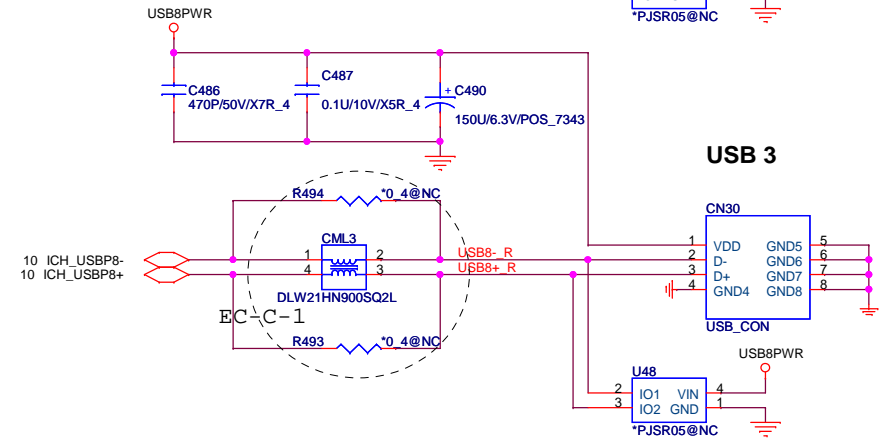 *PJSR05@NC
USB8PWR
C486
470P/50V/X7R_4
C487
0.1U/10V/X5R_4
+ C490
150U/6.3V/POS_7343
USB 3
R494 *0_4@NC
CML3
1 2
4 3
DLW21HN900SQ2L
10 ICH_USBP8-
10 ICH_USBP8+
USB8-_R
USB8+_R
EC-C-1
R493 *0_4@NC
CN30
1 VDD GND5 5
2 D- GND6 6
3 D+ GND7 7
4 GND4 GND8 8
USB_CON
USB8PWR
U48
2 IO1 VIN 4
3 IO2 GND 1
*PJSR05@NC